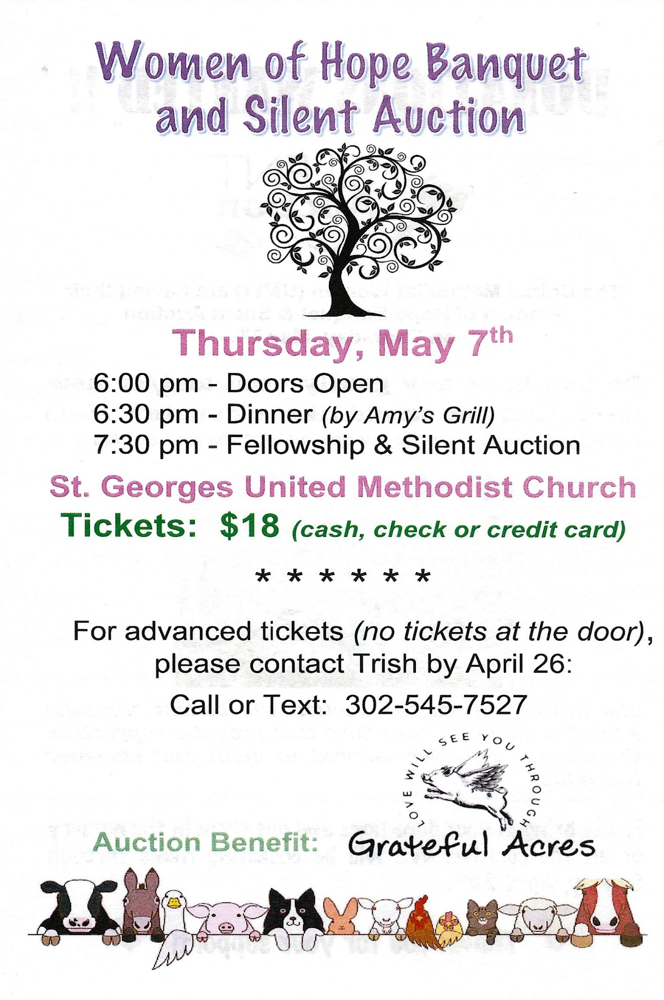 Women of Hope Banquet
and Silent Auction
Thursday, May 7th
6:00 pm - Doors Open
6:30 pm - Dinner (by Amy's Grill)
7:30 pm - Fellowship & Silent Auction
St. Georges United Methodist Church
Tickets: $18 (cash, check or credit card)
* * * * * *
For advanced tickets (no tickets at the door),
please contact Trish by April 26:
Call or Text: 302-545-7527
LOVE WILL SEE YOU THROUGH
Auction Benefit: Grateful Acres